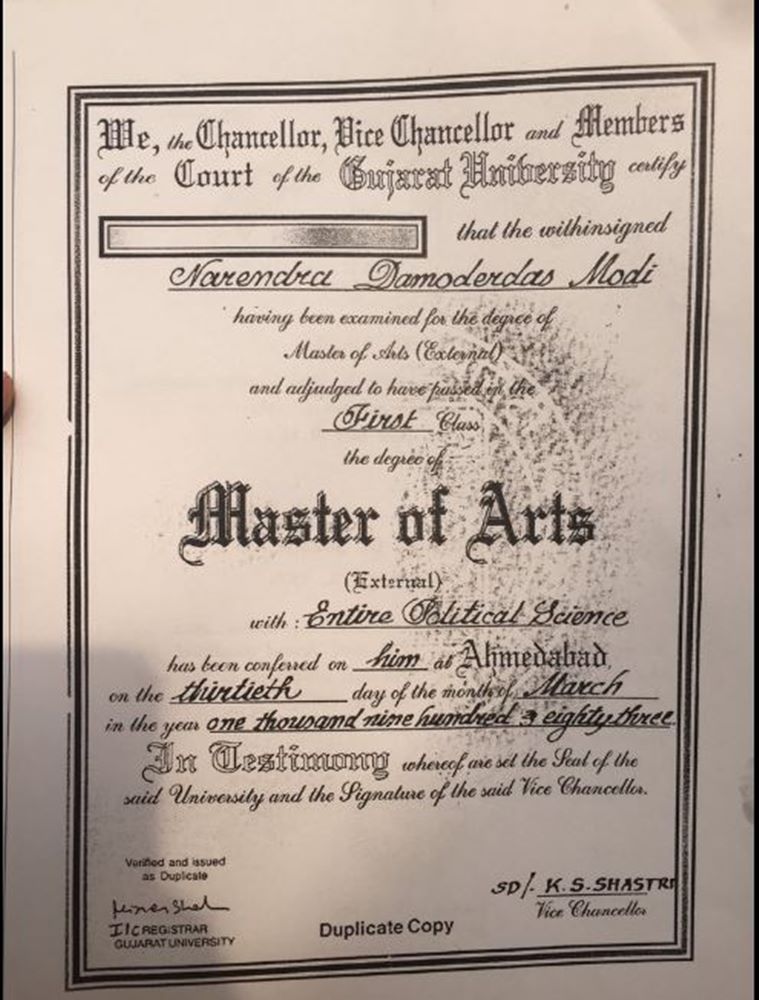 We, the Chancellor, Vice Chancellor and Members
of the Court of the Gujarat University certify
that the withinsigned
Narendra Damoderdas Modi
having been examined for the degree of
Master of Arts (External)
and adjudged to have passed in the
First Class
the degree of
Master of Arts
(External)
with : Entire Political Science
has been conferred on him at Ahmedabad,
on the thirtieth day of the month of March
in the year one thousand nine hundred & eighty three.
In Testimony whereof are set the Seal of the
said University and the Signature of the said Vice Chancellor.
Verified and issued
as Duplicate
I/C REGISTRAR
GUJARAT UNIVERSITY
Duplicate Copy
SD/- K.S.SHASTRI
Vice Chancellor